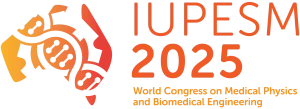 IUPESM
2025
World Congress on Medical Physics
and Biomedical Engineering